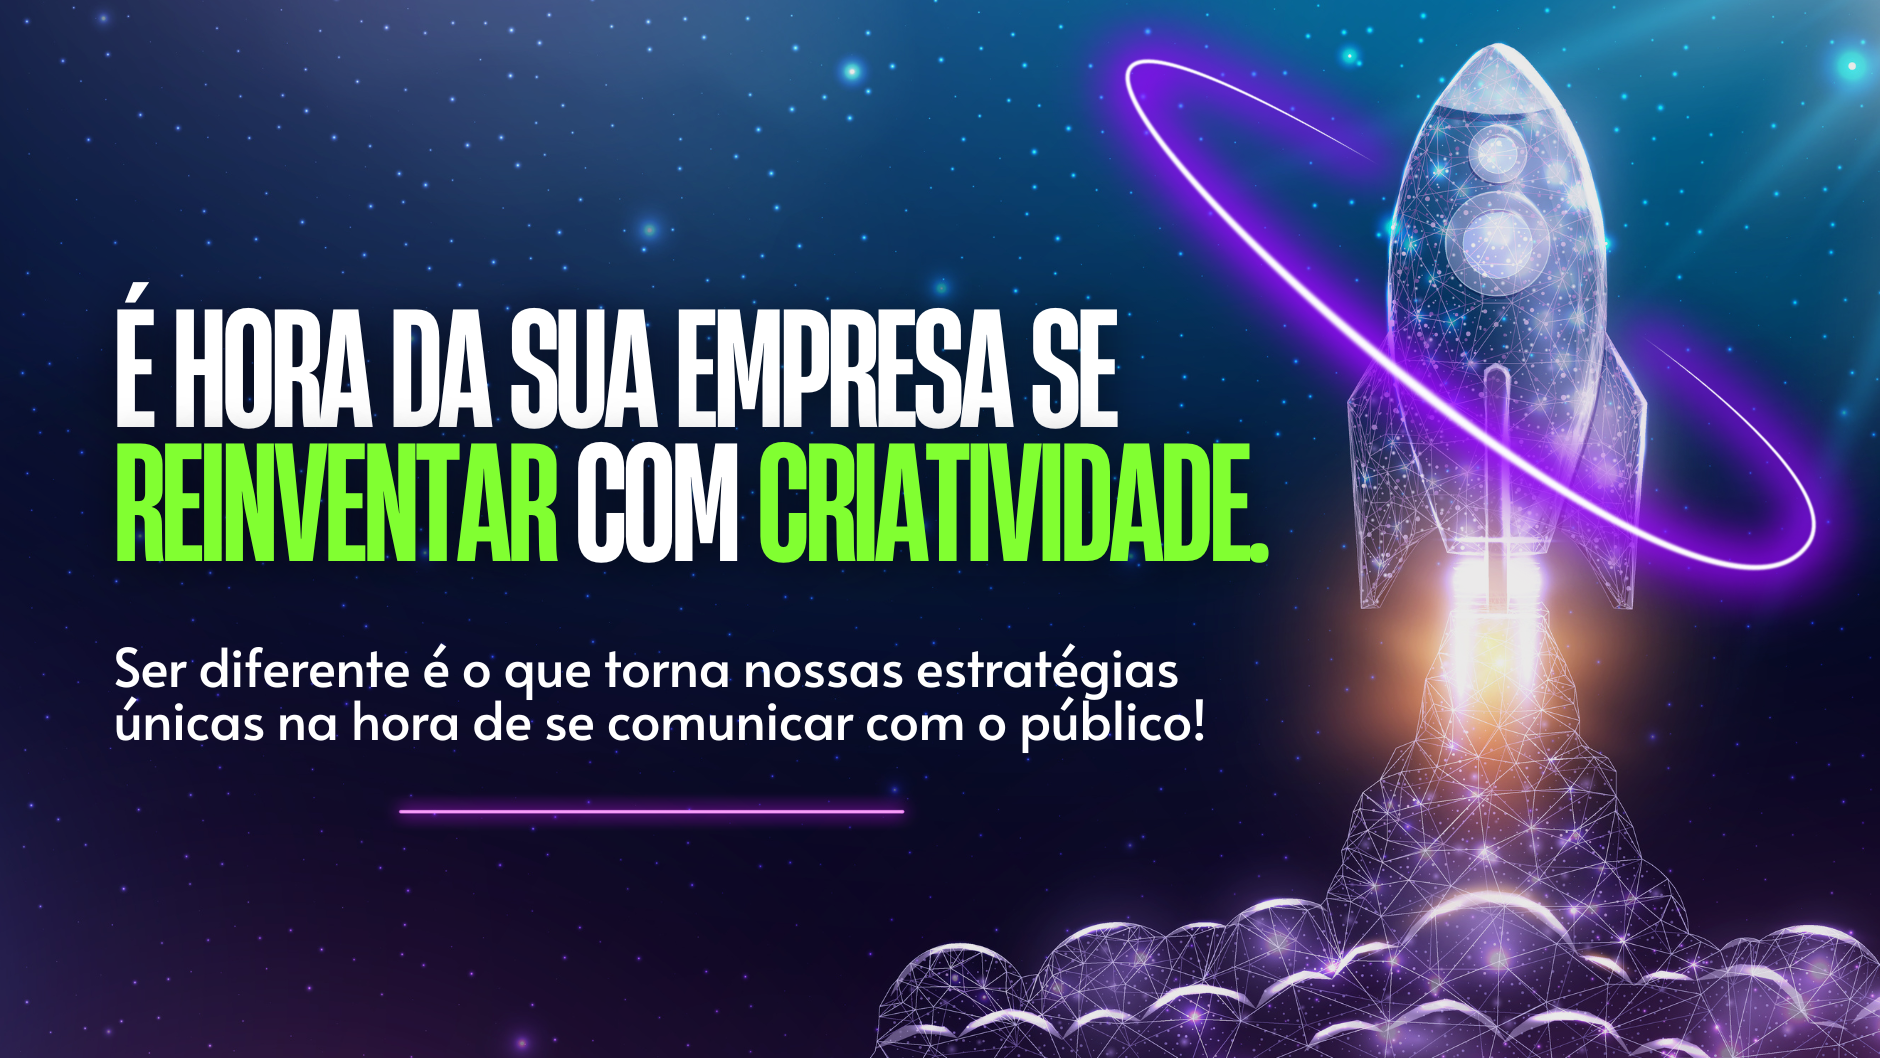 É HORA DA SUA EMPRESA SE
REINVENTAR COM CRIATIVIDADE.
Ser diferente é o que torna nossas estratégias
únicas na hora de se comunicar com o público!